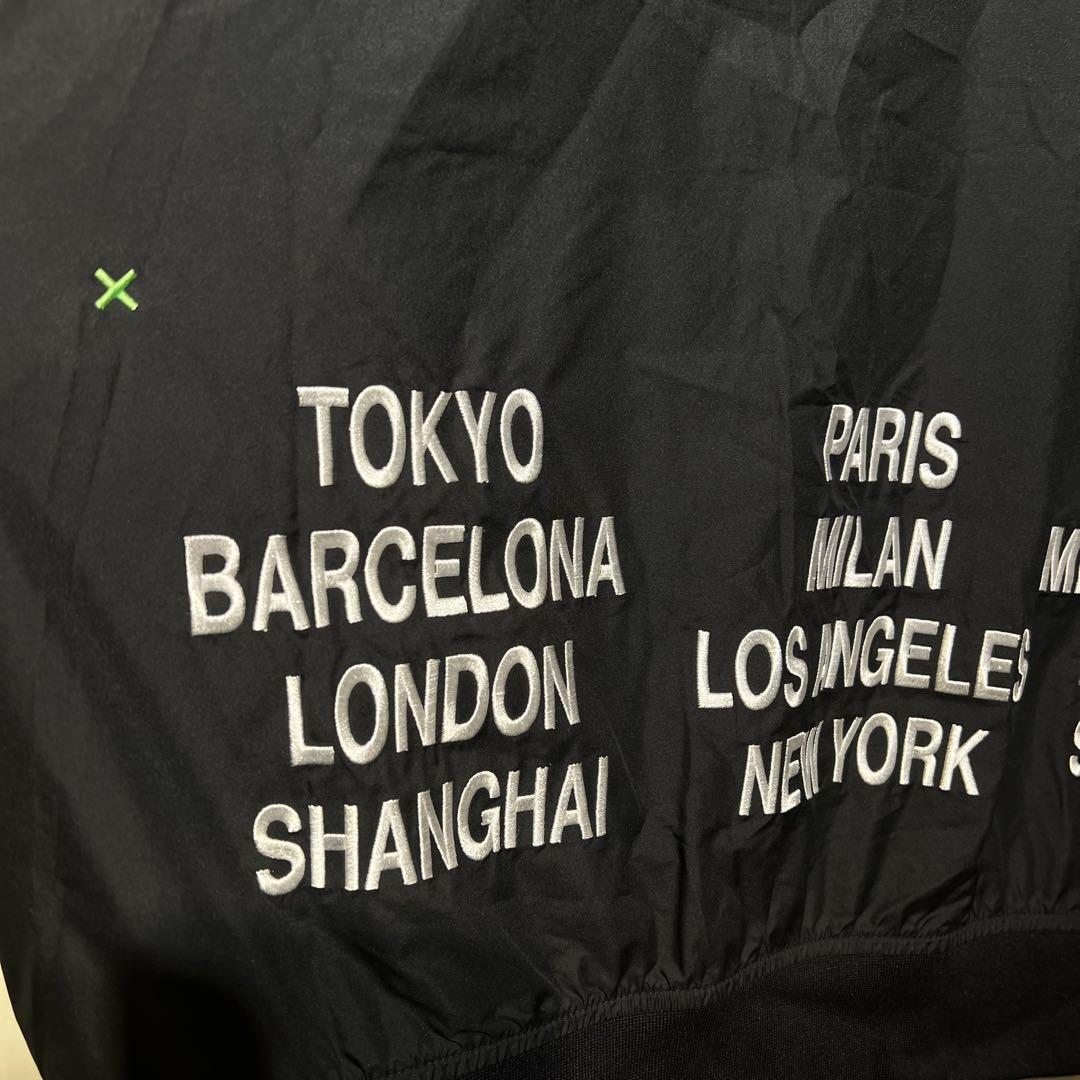 TOKYO
BARCELONA
LONDON
SHANGHAI
PARIS
MILAN
LOS ANGELES
NEW YORK